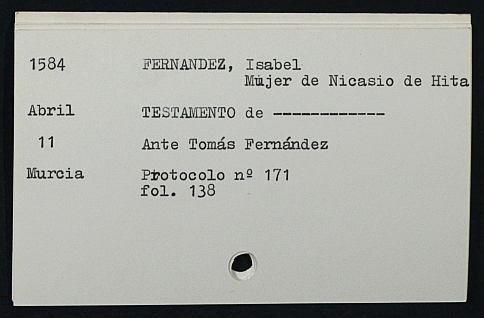 1584 FERNANDEZ, Isabel
Mujer de Nicasio de Hita
Abril TESTAMENTO de ------------
11 Ante Tomás Fernández
Murcia Protocolo nº 171
fol. 138